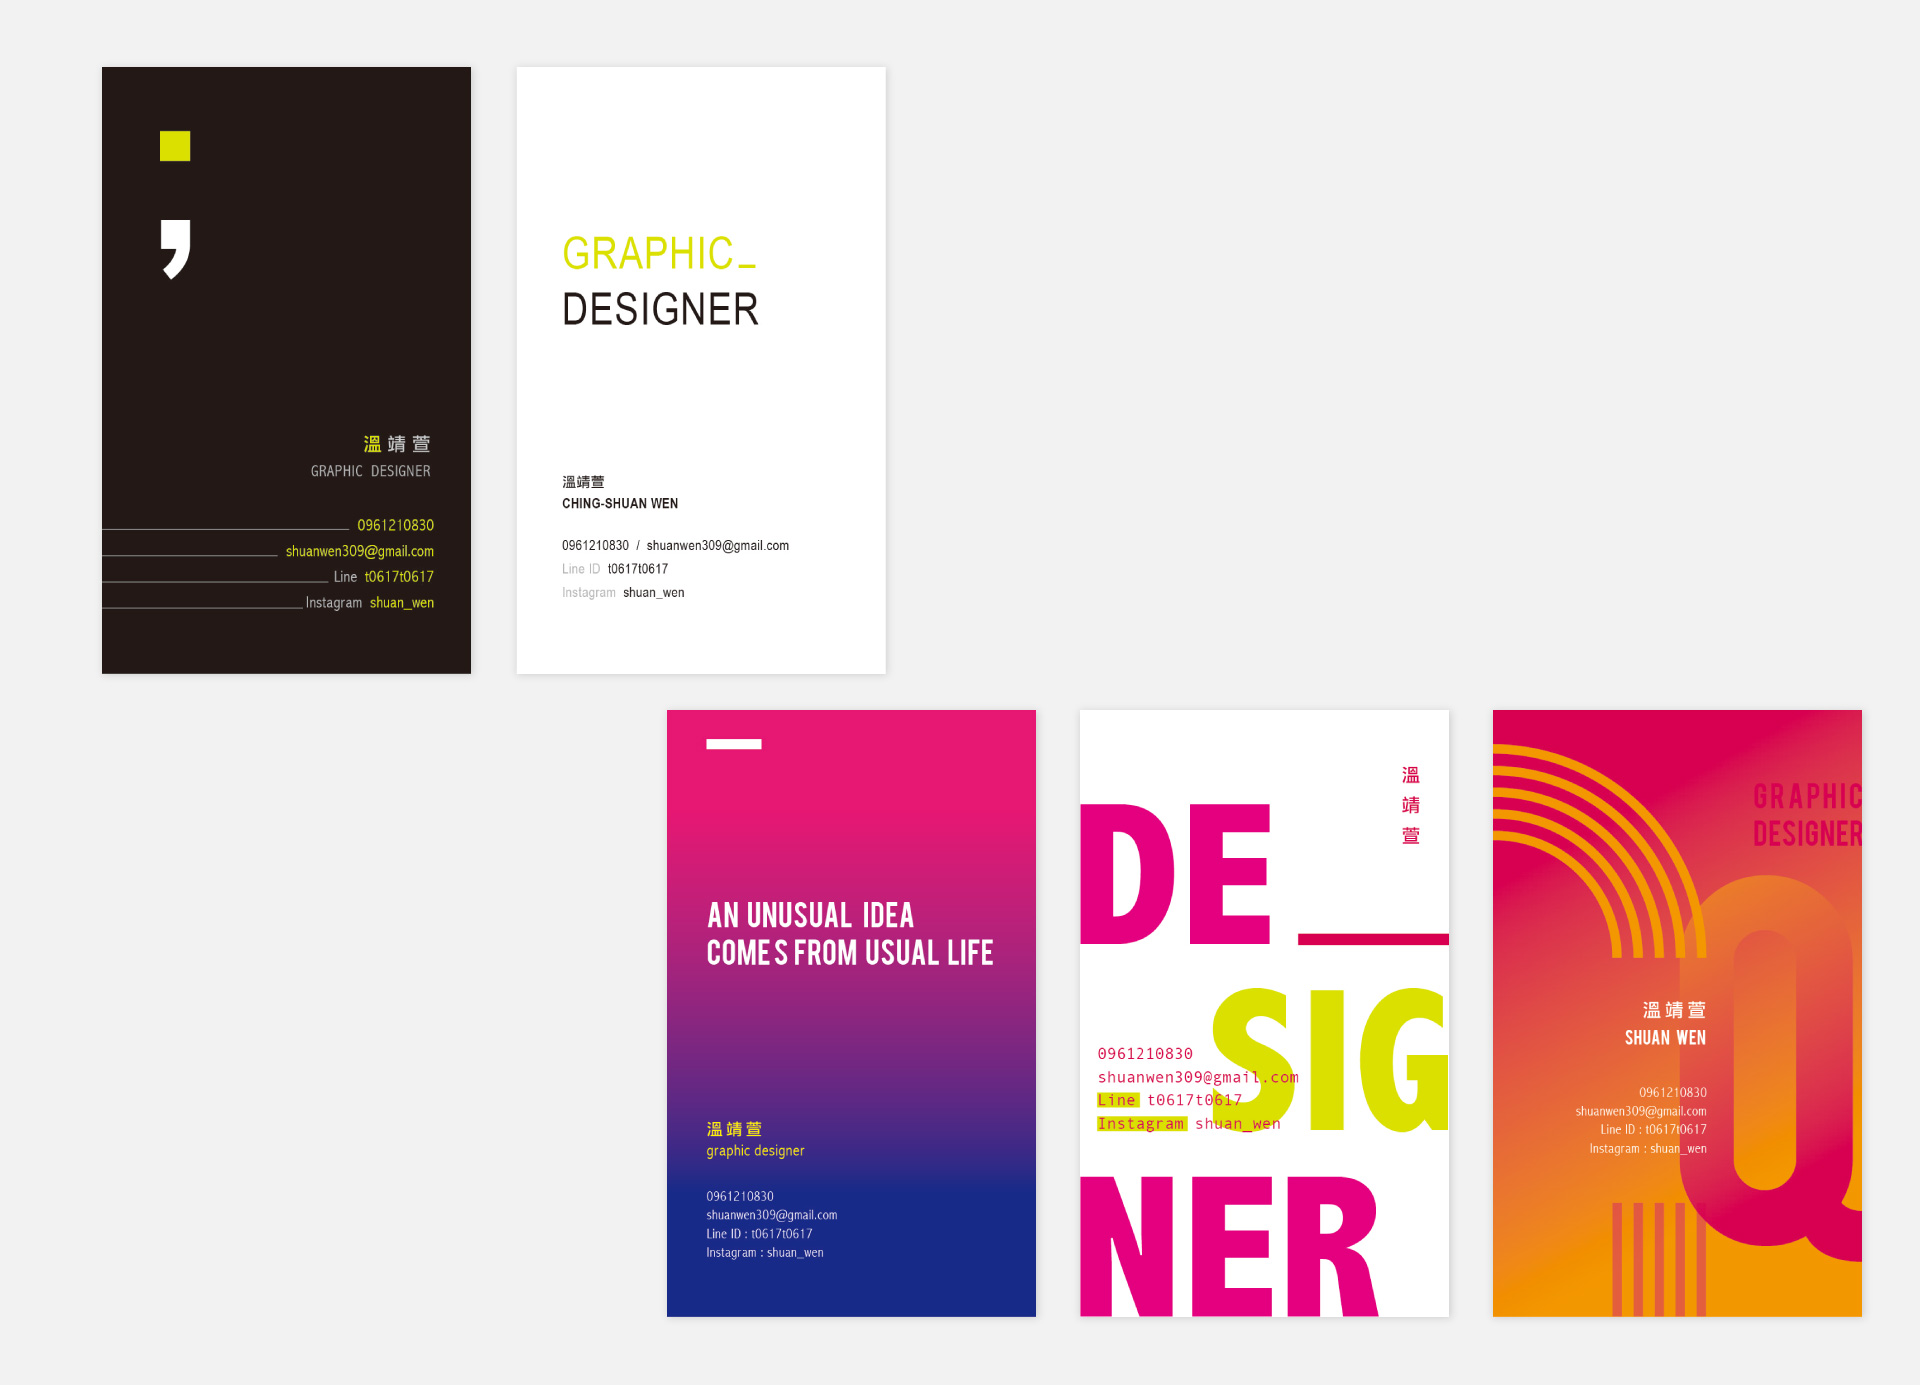 ;
溫靖萱
GRAPHIC DESIGNER
0961210830
shuanwen309@gmail.com
Line t0617t0617
Instagram shuan_wen
GRAPHIC_
DESIGNER
溫靖萱
CHING-SHUAN WEN
0961210830 / shuanwen309@gmail.com
Line ID t0617t0617
Instagram shuan_wen
AN UNUSUAL IDEA
COMES FROM USUAL LIFE
溫靖萱
graphic designer
0961210830
shuanwen309@gmail.com
Line ID : t0617t0617
Instagram : shuan_wen
溫靖萱
DE_
SIG
NER
0961210830
shuanwen309@gmail.com
Line t0617t0617
Instagram shuan_wen
GRAPHIC
DESIGNER
Q
溫靖萱
SHUAN WEN
0961210830
shuanwen309@gmail.com
Line ID : t0617t0617
Instagram : shuan_wen